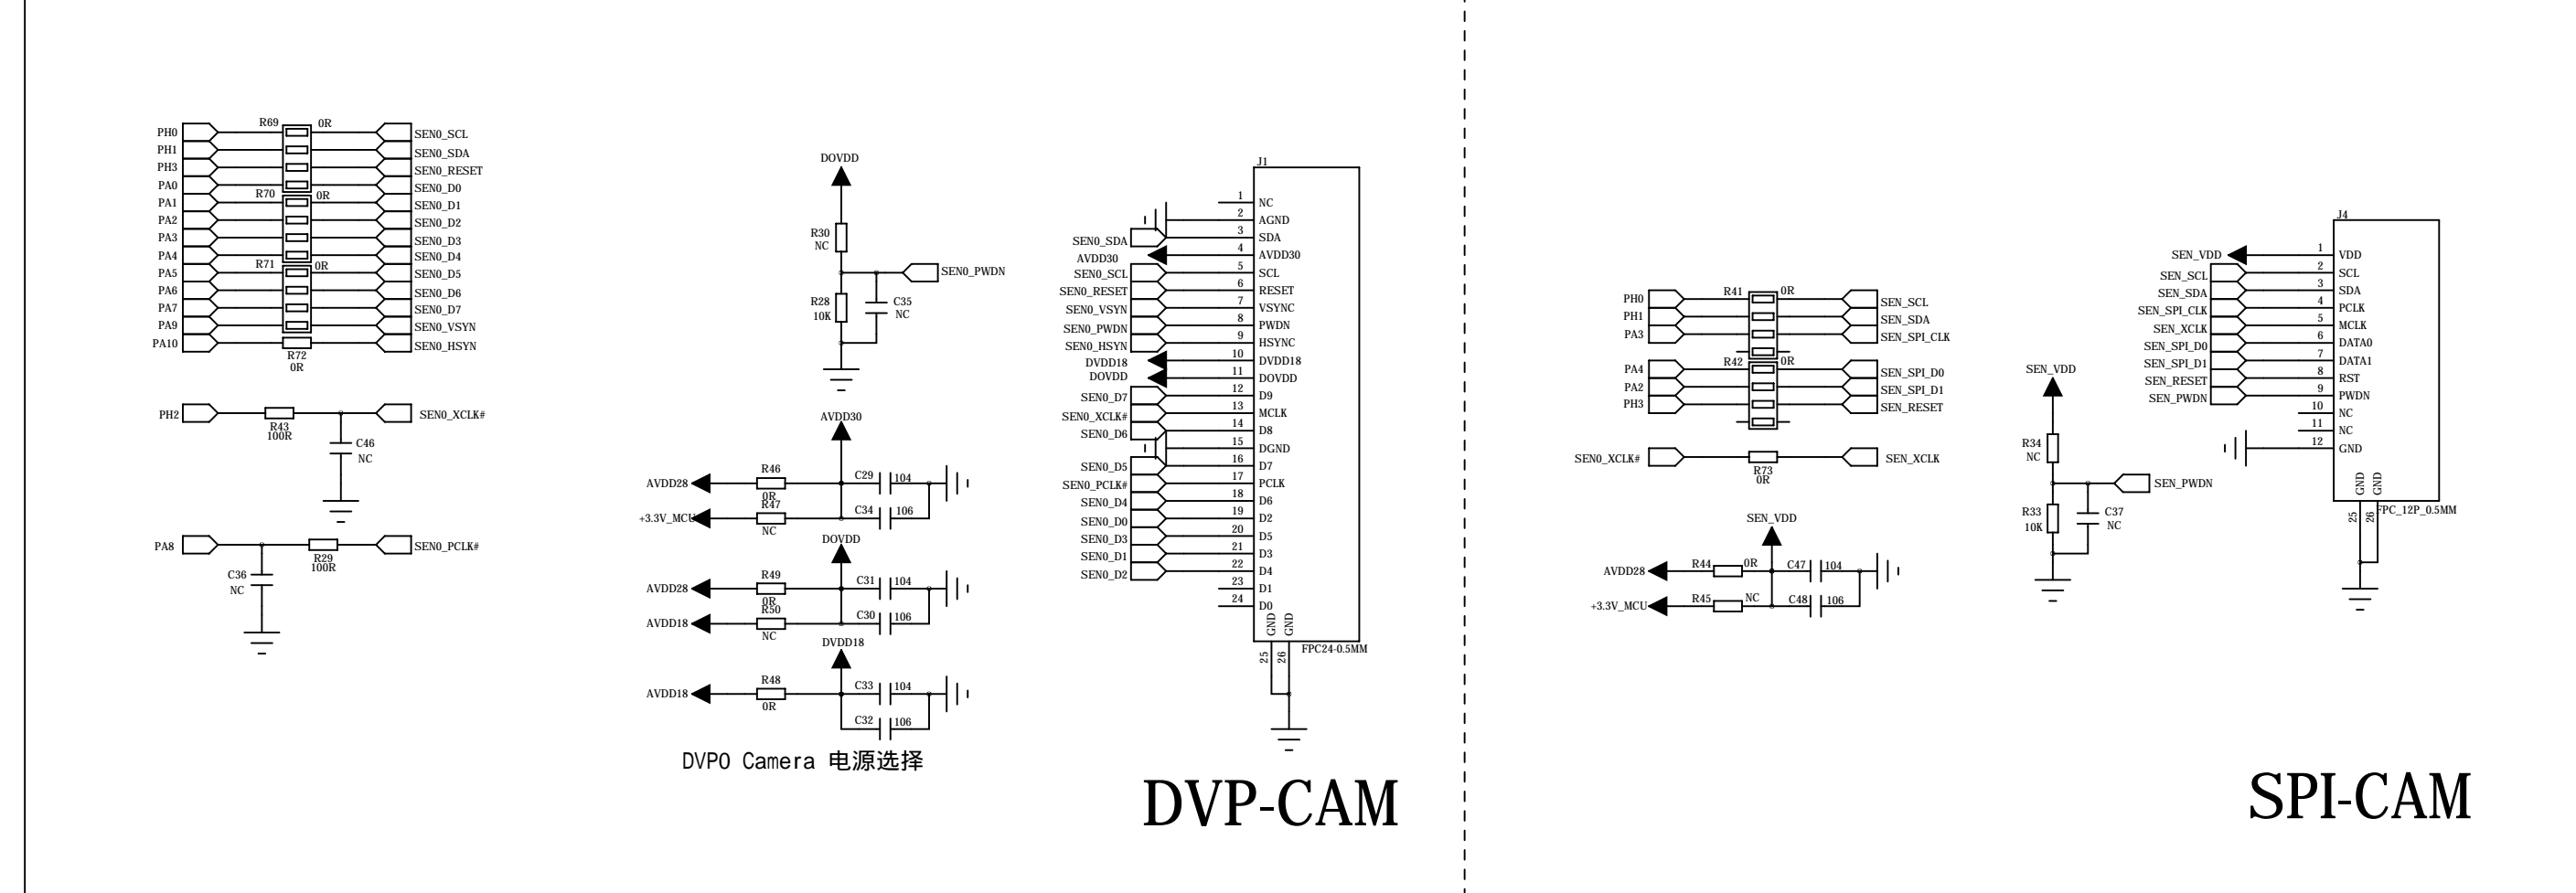 PH0 R69 0R SEN0_SCL
PH1 SEN0_SDA
PH3 SEN0_RESET
PA0 SEN0_D0
PA1 R70 0R SEN0_D1
PA2 SEN0_D2
PA3 SEN0_D3
PA4 SEN0_D4
PA5 R71 0R SEN0_D5
PA6 SEN0_D6
PA7 SEN0_D7
PA9 SEN0_VSYN
PA10 SEN0_HSYN
R72
0R
PH2 SEN0_XCLK#
R43
100R
C46
NC
PA8 SEN0_PCLK#
R29
100R
C36
NC
DOVDD
R30
NC
SEN0_PWDN
R28
10K
C35
NC
AVDD30
AVDD28 R46 C29 104
0R
+3.3V_MCU R47 C34 106
NC
DOVDD
AVDD28 R49 C31 104
0R
AVDD18 R50 C30 106
NC
DVDD18
AVDD18 R48 C33 104
0R
C32 106
DVP0 Camera 电源选择
J1
1 NC
2 AGND
SEN0_SDA 3 SDA
AVDD30 4 AVDD30
SEN0_SCL 5 SCL
SEN0_RESET 6 RESET
SEN0_VSYN 7 VSYNC
SEN0_PWDN 8 PWDN
SEN0_HSYN 9 HSYNC
DVDD18 10 DVDD18
DOVDD 11 DOVDD
SEN0_D7 12 D9
SEN0_XCLK# 13 MCLK
SEN0_D6 14 D8
15 DGND
SEN0_D5 16 D7
SEN0_PCLK# 17 PCLK
SEN0_D4 18 D6
SEN0_D0 19 D2
SEN0_D3 20 D5
SEN0_D1 21 D3
SEN0_D2 22 D4
23 D1
24 D0
GND GND
25 26
FPC24-0.5MM
DVP-CAM
PH0 R41 0R SEN_SCL
PH1 SEN_SDA
PA3 SEN_SPI_CLK
PA4 R42 0R SEN_SPI_D0
PA2 SEN_SPI_D1
PH3 SEN_RESET
SEN0_XCLK# SEN_XCLK
R73
0R
SEN_VDD
AVDD28 R44 0R C47 104
+3.3V_MCU R45 NC C48 106
SEN_VDD
R34
NC
SEN_PWDN
R33
10K
C37
NC
J4
SEN_VDD 1 VDD
SEN_SCL 2 SCL
SEN_SDA 3 SDA
SEN_SPI_CLK 4 PCLK
SEN_XCLK 5 MCLK
SEN_SPI_D0 6 DATA0
SEN_SPI_D1 7 DATA1
SEN_RESET 8 RST
SEN_PWDN 9 PWDN
10 NC
11 NC
12 GND
GND GND
25 26
FPC_12P_0.5MM
SPI-CAM